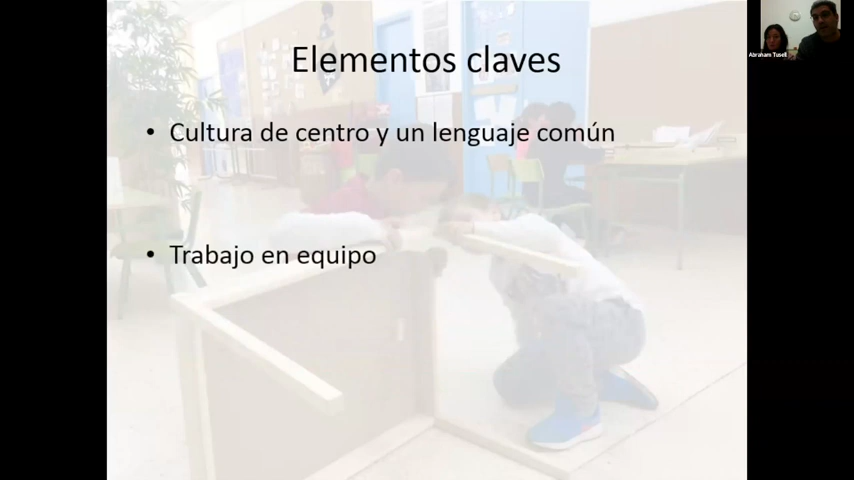 Elementos claves
• Cultura de centro y un lenguaje común
• Trabajo en equipo
Abraham Tusell